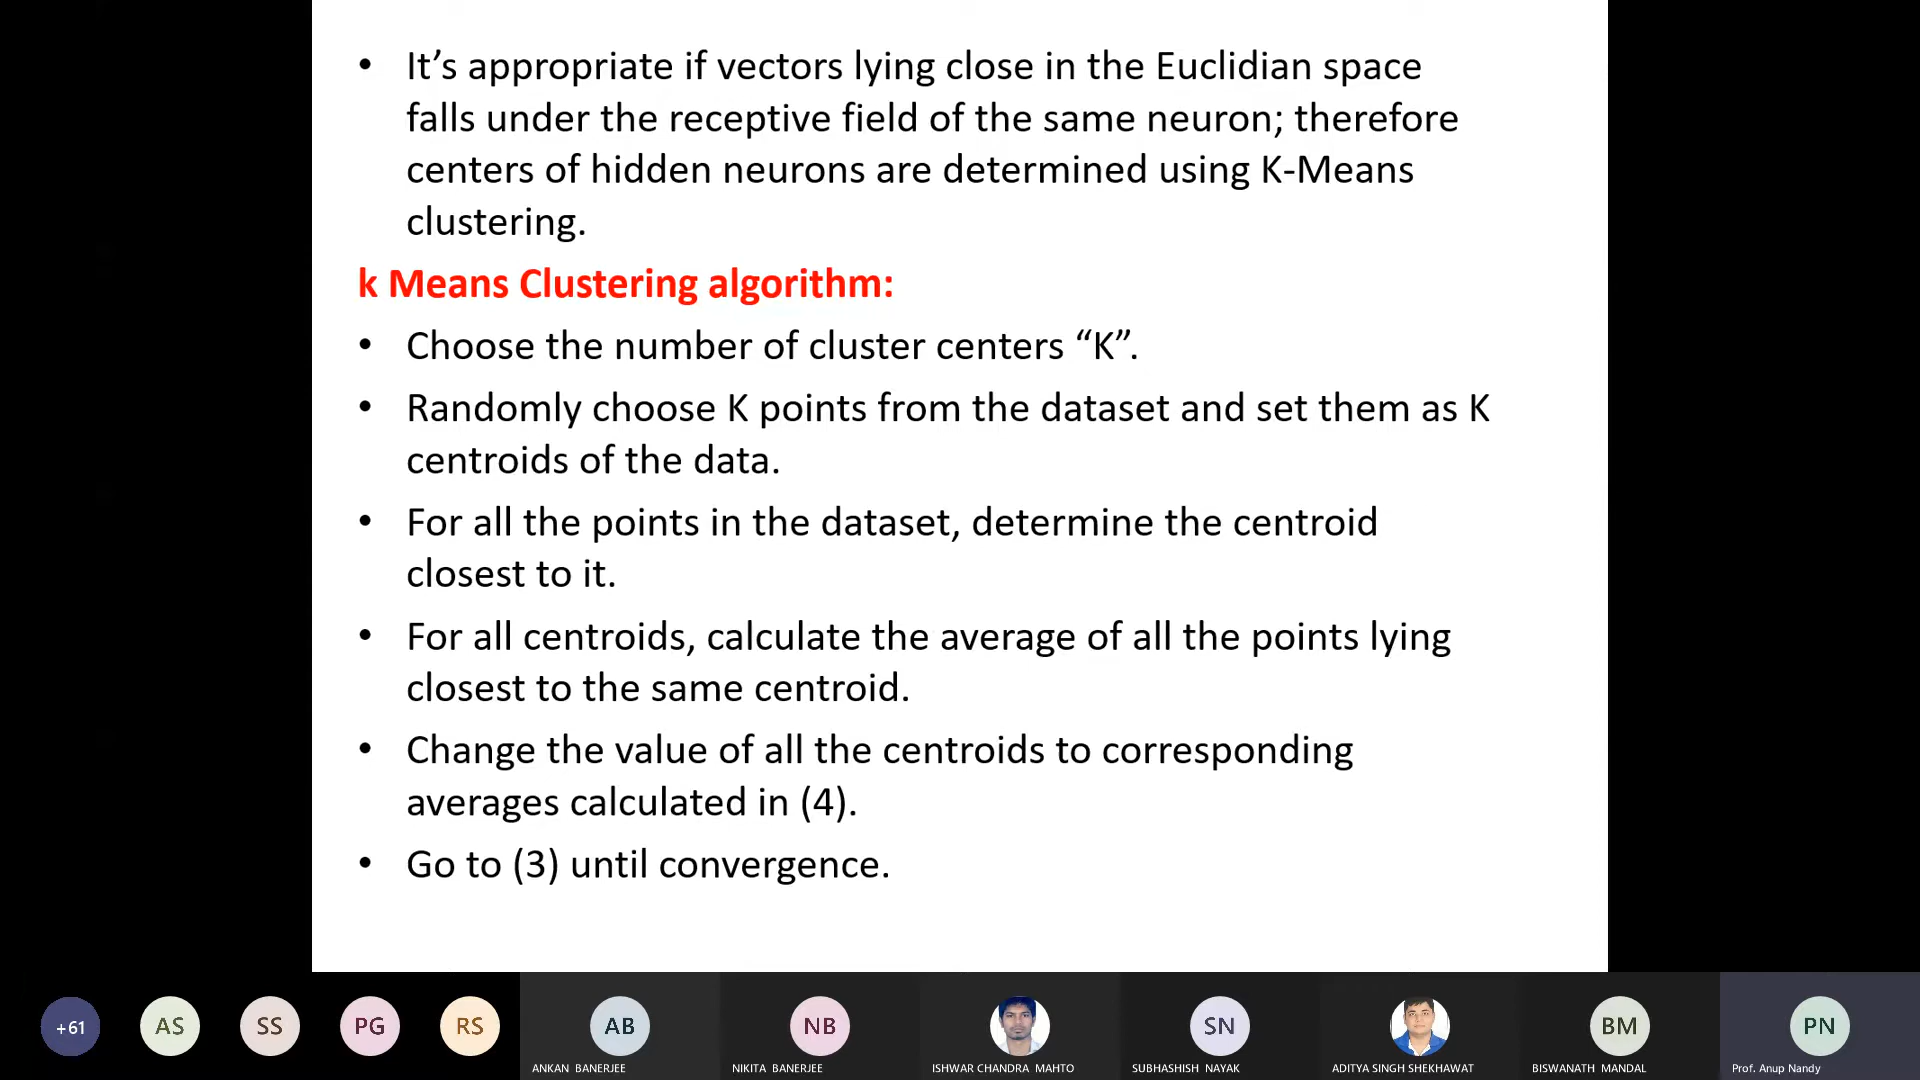 • It’s appropriate if vectors lying close in the Euclidian space
falls under the receptive field of the same neuron; therefore
centers of hidden neurons are determined using K-Means
clustering.
k Means Clustering algorithm:
• Choose the number of cluster centers “K”.
• Randomly choose K points from the dataset and set them as K
centroids of the data.
• For all the points in the dataset, determine the centroid
closest to it.
• For all centroids, calculate the average of all the points lying
closest to the same centroid.
• Change the value of all the centroids to corresponding
averages calculated in (4).
• Go to (3) until convergence.
+61 AS SS PG RS AB NB SN BM PN
ANKAN BANERJEE NIKITA BANERJEE ISHWAR CHANDRA MAHTO SUBHASHISH NAYAK ADITYA SINGH SHEKHAWAT BISWANATH MANDAL Prof. Anup Nandy